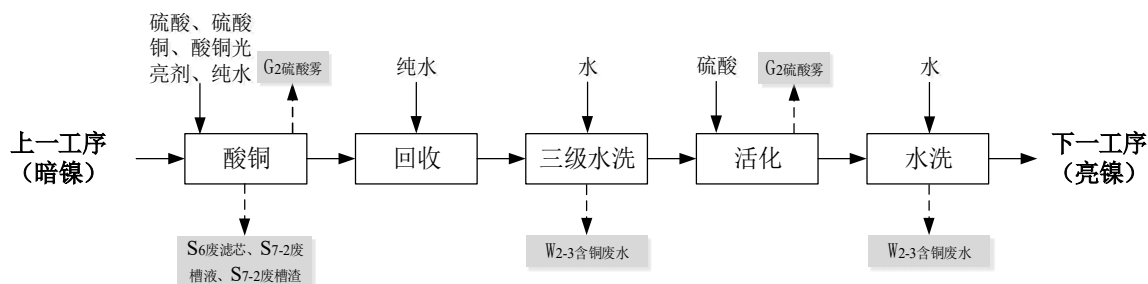 硫酸、硫酸
铜、酸铜光
亮剂、纯水
G2硫酸雾
纯水
水
硫酸
G2硫酸雾
水
上一工序
（暗镍）
酸铜
回收
三级水洗
活化
水洗
下一工序
（亮镍）
S6废滤芯、S7-2废
槽液、S7-2废槽渣
W2-3含铜废水
W2-3含铜废水